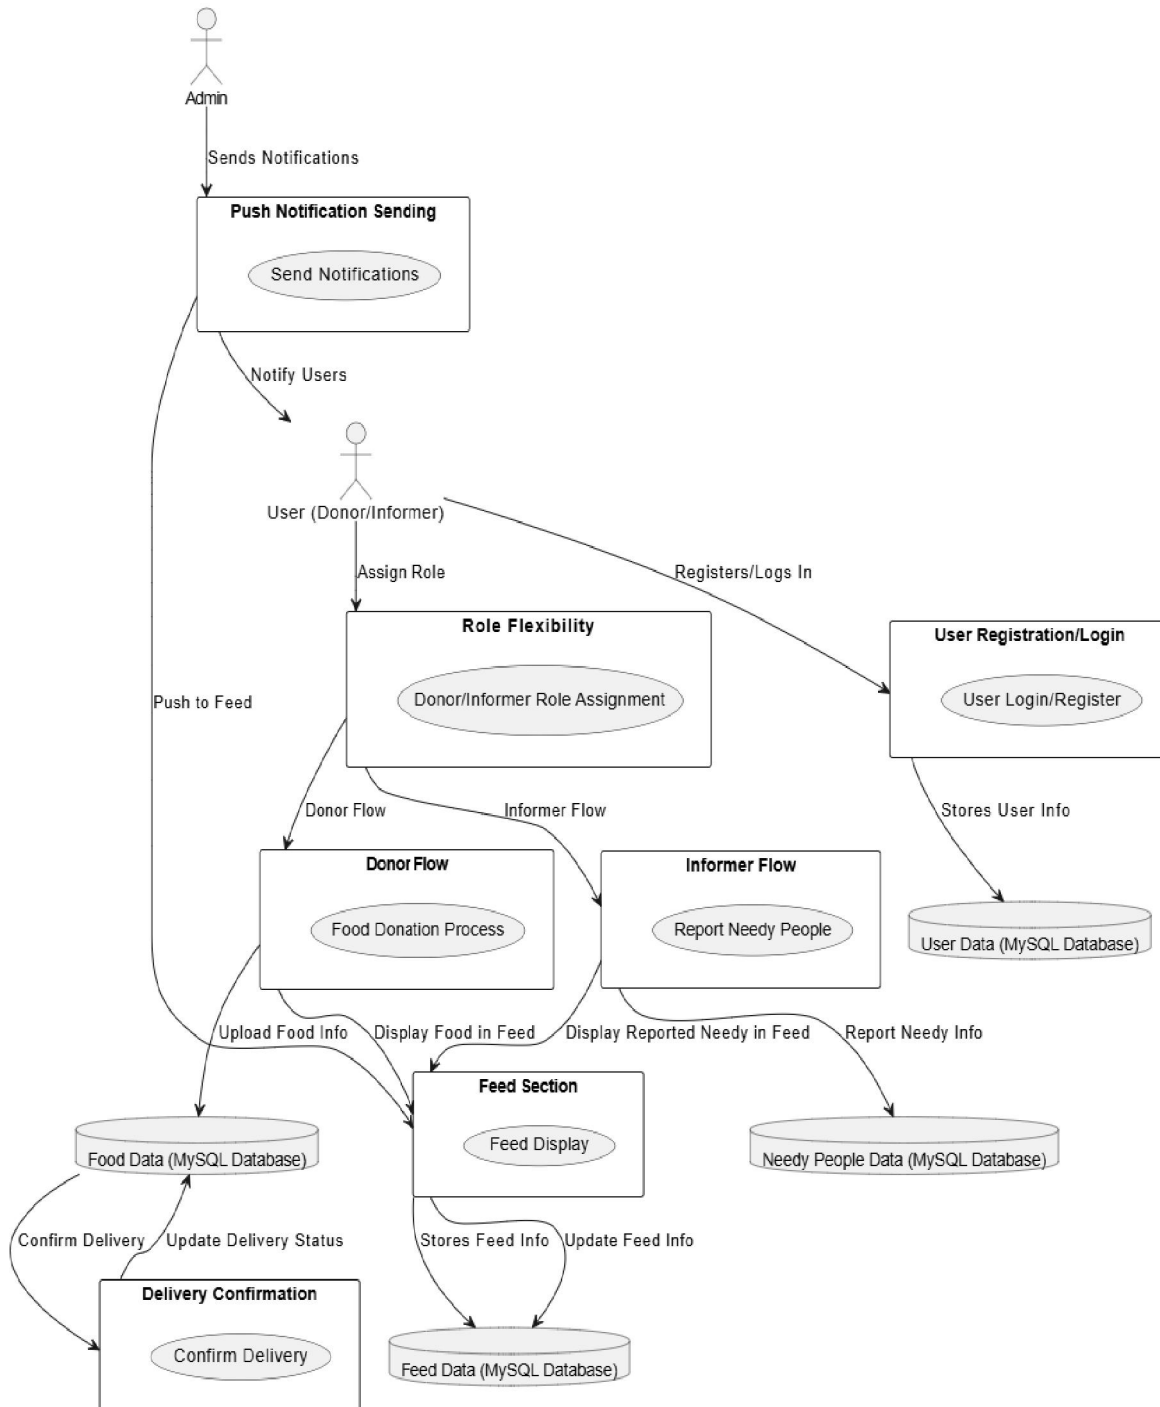 Admin
Sends Notifications
Push Notification Sending
Send Notifications
Notify Users
User (Donor/Informer)
Assign Role
Registers/Logs In
Role Flexibility
User Registration/Login
Donor/Informer Role Assignment
User Login/Register
Push to Feed
Donor Flow
Informer Flow
Stores User Info
Donor Flow
Informer Flow
Food Donation Process
Report Needy People
User Data (MySQL Database)
Upload Food Info
Display Food in Feed
Display Reported Needy in Feed
Report Needy Info
Feed Section
Feed Display
Food Data (MySQL Database)
Needy People Data (MySQL Database)
Confirm Delivery
Update Delivery Status
Stores Feed Info
Update Feed Info
Delivery Confirmation
Confirm Delivery
Feed Data (MySQL Database)